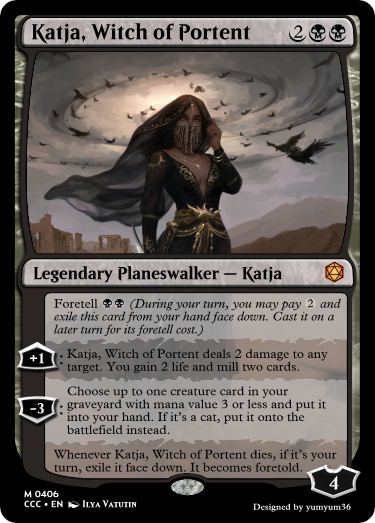 Katja, Witch of Portent 2
Legendary Planeswalker — Katja
Foretell (During your turn, you may pay 2 and
exile this card from your hand face down. Cast it on
a later turn for its foretell cost.)
+1: Katja, Witch of Portent deals 2 damage to any
target. You gain 2 life and mill two cards.
-3: Choose up to one creature card in your
graveyard with mana value 3 or less and put it
into your hand. If it's a cat, put it onto the
battlefield instead.
Whenever Katja, Witch of Portent dies, if it's your
turn, exile it face down. It becomes foretold.
4
M 0406
CCC • EN Ilya Vatutin
Designed by yumyum36